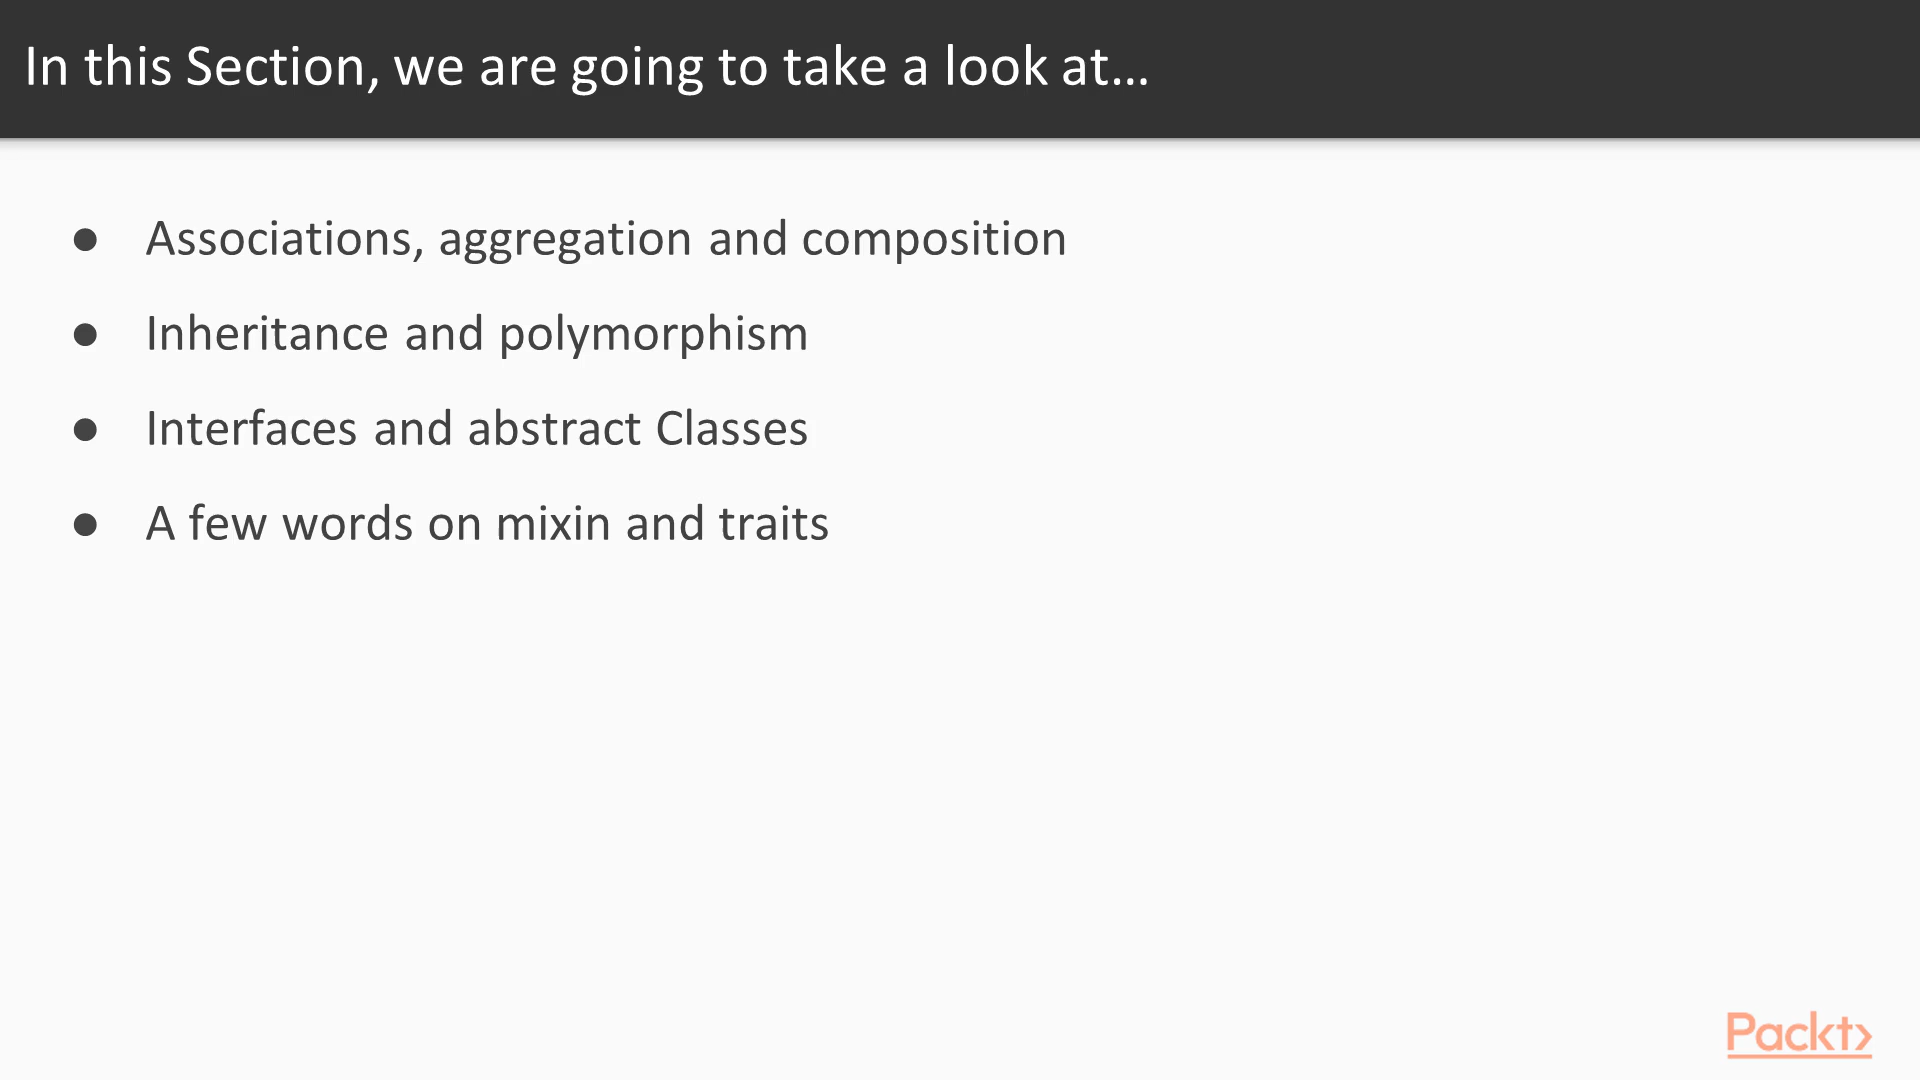 In this Section, we are going to take a look at...
● Associations, aggregation and composition
● Inheritance and polymorphism
● Interfaces and abstract Classes
● A few words on mixin and traits
Packt>